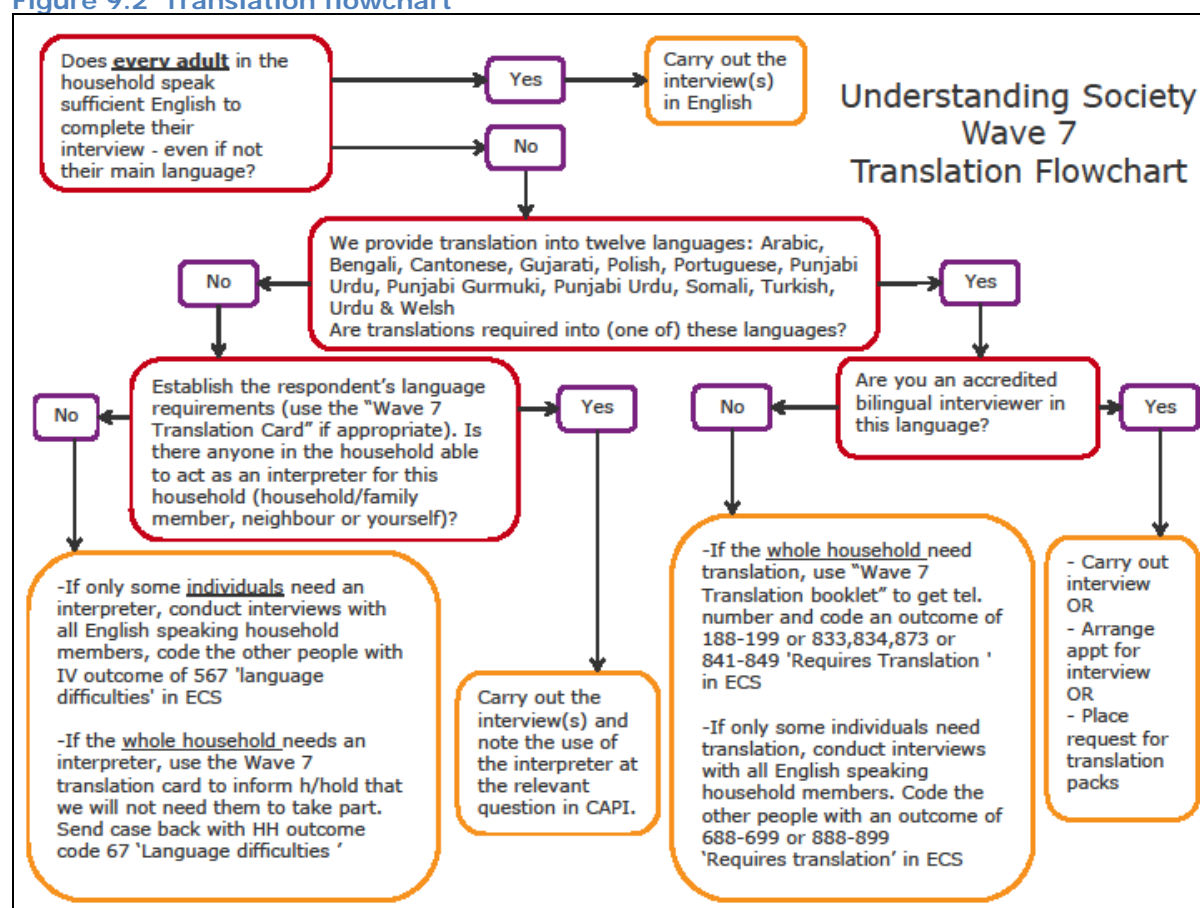 Figure 9.2 Translation flowchart
Does every adult in the
household speak
sufficient English to
complete their
interview - even if not
their main language?
Yes
Carry out the
interview(s)
in English
Understanding Society
Wave 7
Translation Flowchart
No
We provide translation into twelve languages: Arabic,
Bengali, Cantonese, Gujarati, Polish, Portuguese, Punjabi
Urdu, Punjabi Gurmuki, Punjabi Urdu, Somali, Turkish,
Urdu & Welsh
Are translations required into (one of) these languages?
No
Yes
Establish the respondent's language
requirements (use the "Wave 7
Translation Card" if appropriate). Is
there anyone in the household able
to act as an interpreter for this
household (household/family
member, neighbour or yourself)?
No
Yes
Are you an accredited
bilingual interviewer in
this language?
No
Yes
-If only some individuals need an
interpreter, conduct interviews with
all English speaking household
members, code the other people with
IV outcome of 567 'language
difficulties' in ECS
-If the whole household needs an
interpreter, use the Wave 7
translation card to inform h/hold that
we will not need them to take part.
Send case back with HH outcome
code 67 'Language difficulties '
Carry out the
interview(s) and
note the use of
the interpreter at
the relevant
question in CAPI.
-If the whole household need
translation, use "Wave 7
Translation booklet" to get tel.
number and code an outcome of
188-199 or 833,834,873 or
841-849 'Requires Translation '
in ECS
-If only some individuals need
translation, conduct interviews
with all English speaking
household members. Code the
other people with an outcome of
688-699 or 888-899
'Requires translation' in ECS
- Carry out
interview
OR
- Arrange
appt for
interview
OR
- Place
request for
translation
packs